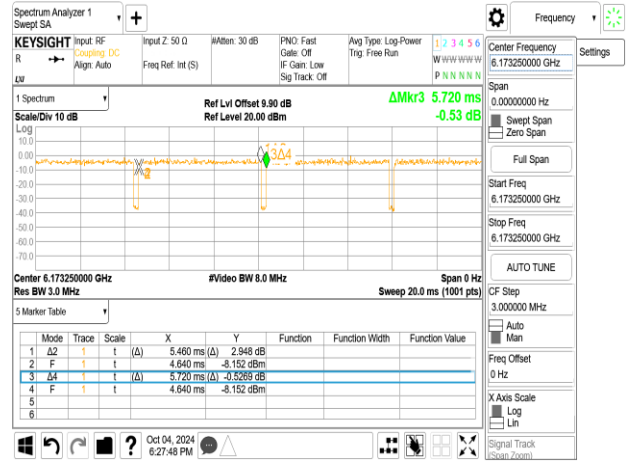 Spectrum Analyzer 1
Swept SA
Frequency
KEYSIGHT
R
Input: RF
Coupling: DC
Align: Auto
Input Z: 50 Ω
Freq Ref: Int (S)
#Atten: 30 dB
PNO: Fast
Gate: Off
IF Gain: Low
Sig Track: Off
Avg Type: Log-Power
Trig: Free Run
1 2 3 4 5 6
W W W W W W
P N N N N N
1 Spectrum
Scale/Div 10 dB
Ref Lvl Offset 9.90 dB
Ref Level 20.00 dBm
ΔMkr3 5.720 ms
-0.53 dB
Log
10.0
0.00
-10.0
-20.0
-30.0
-40.0
-50.0
-60.0
-70.0
3Δ4
Center 6.173250000 GHz
Res BW 3.0 MHz
#Video BW 8.0 MHz
Span 0 Hz
Sweep 20.0 ms (1001 pts)
5 Marker Table
Mode Trace Scale X Y Function Function Width Function Value
1 Δ2 1 t (Δ) 5.460 ms (Δ) 2.948 dB
2 F 1 t 4.640 ms -8.152 dBm
3 Δ4 1 t (Δ) 5.720 ms (Δ) -0.5269 dB
4 F 1 t 4.640 ms -8.152 dBm
5
6
Oct 04, 2024
6:27:48 PM
Settings
Center Frequency
6.173250000 GHz
Span
0.00000000 Hz
Swept Span
Zero Span
Full Span
Start Freq
6.173250000 GHz
Stop Freq
6.173250000 GHz
AUTO TUNE
CF Step
3.000000 MHz
Auto
Man
Freq Offset
0 Hz
X Axis Scale
Log
Lin
Signal Track
(Span Zoom)